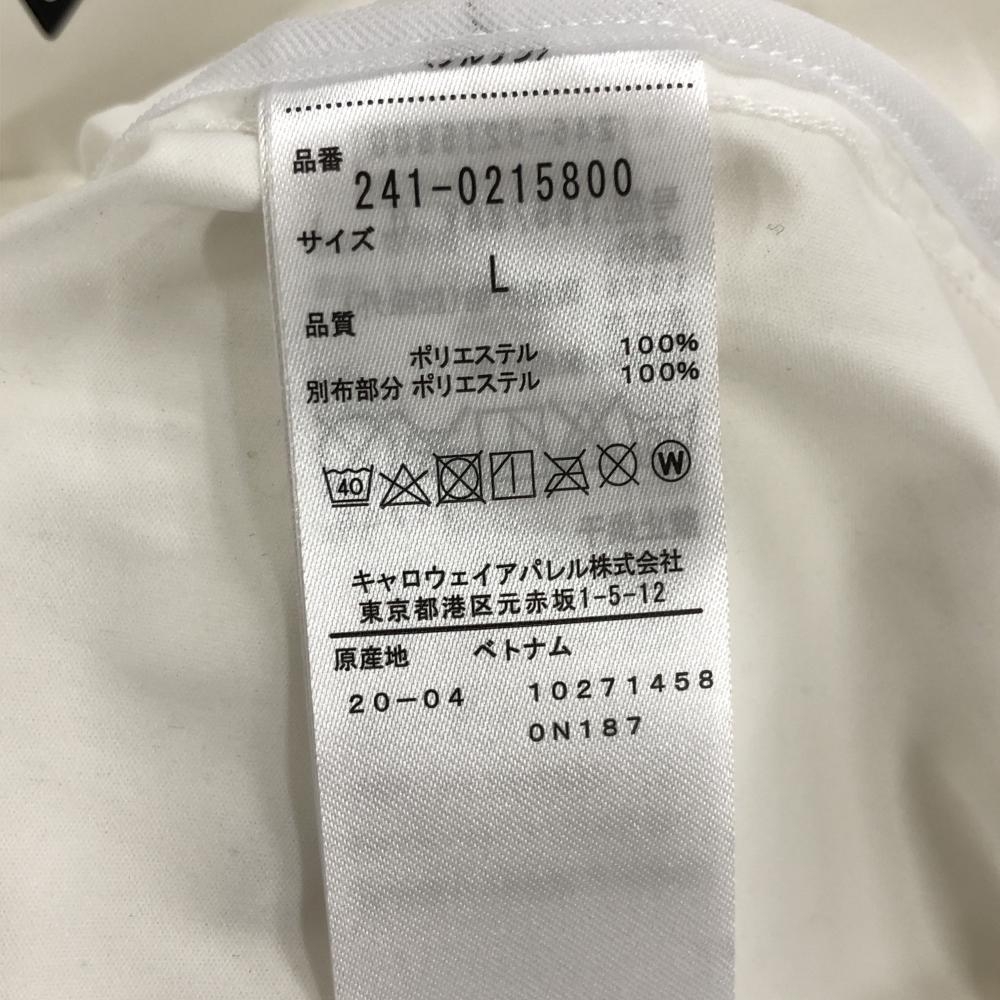 品番
241-0215800
サイズ
L
品質
ポリエステル 100%
別布部分 ポリエステル 100%
40 W
キャロウェイアパレル株式会社
東京都港区元赤坂1-5-12
原産地 ベトナム
20-04 10271458
0N187